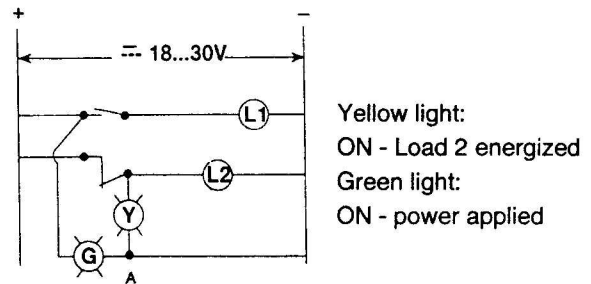 + −
⎓ 18...30V
L1
L2
Y
G
A
Yellow light:
ON - Load 2 energized
Green light:
ON - power applied